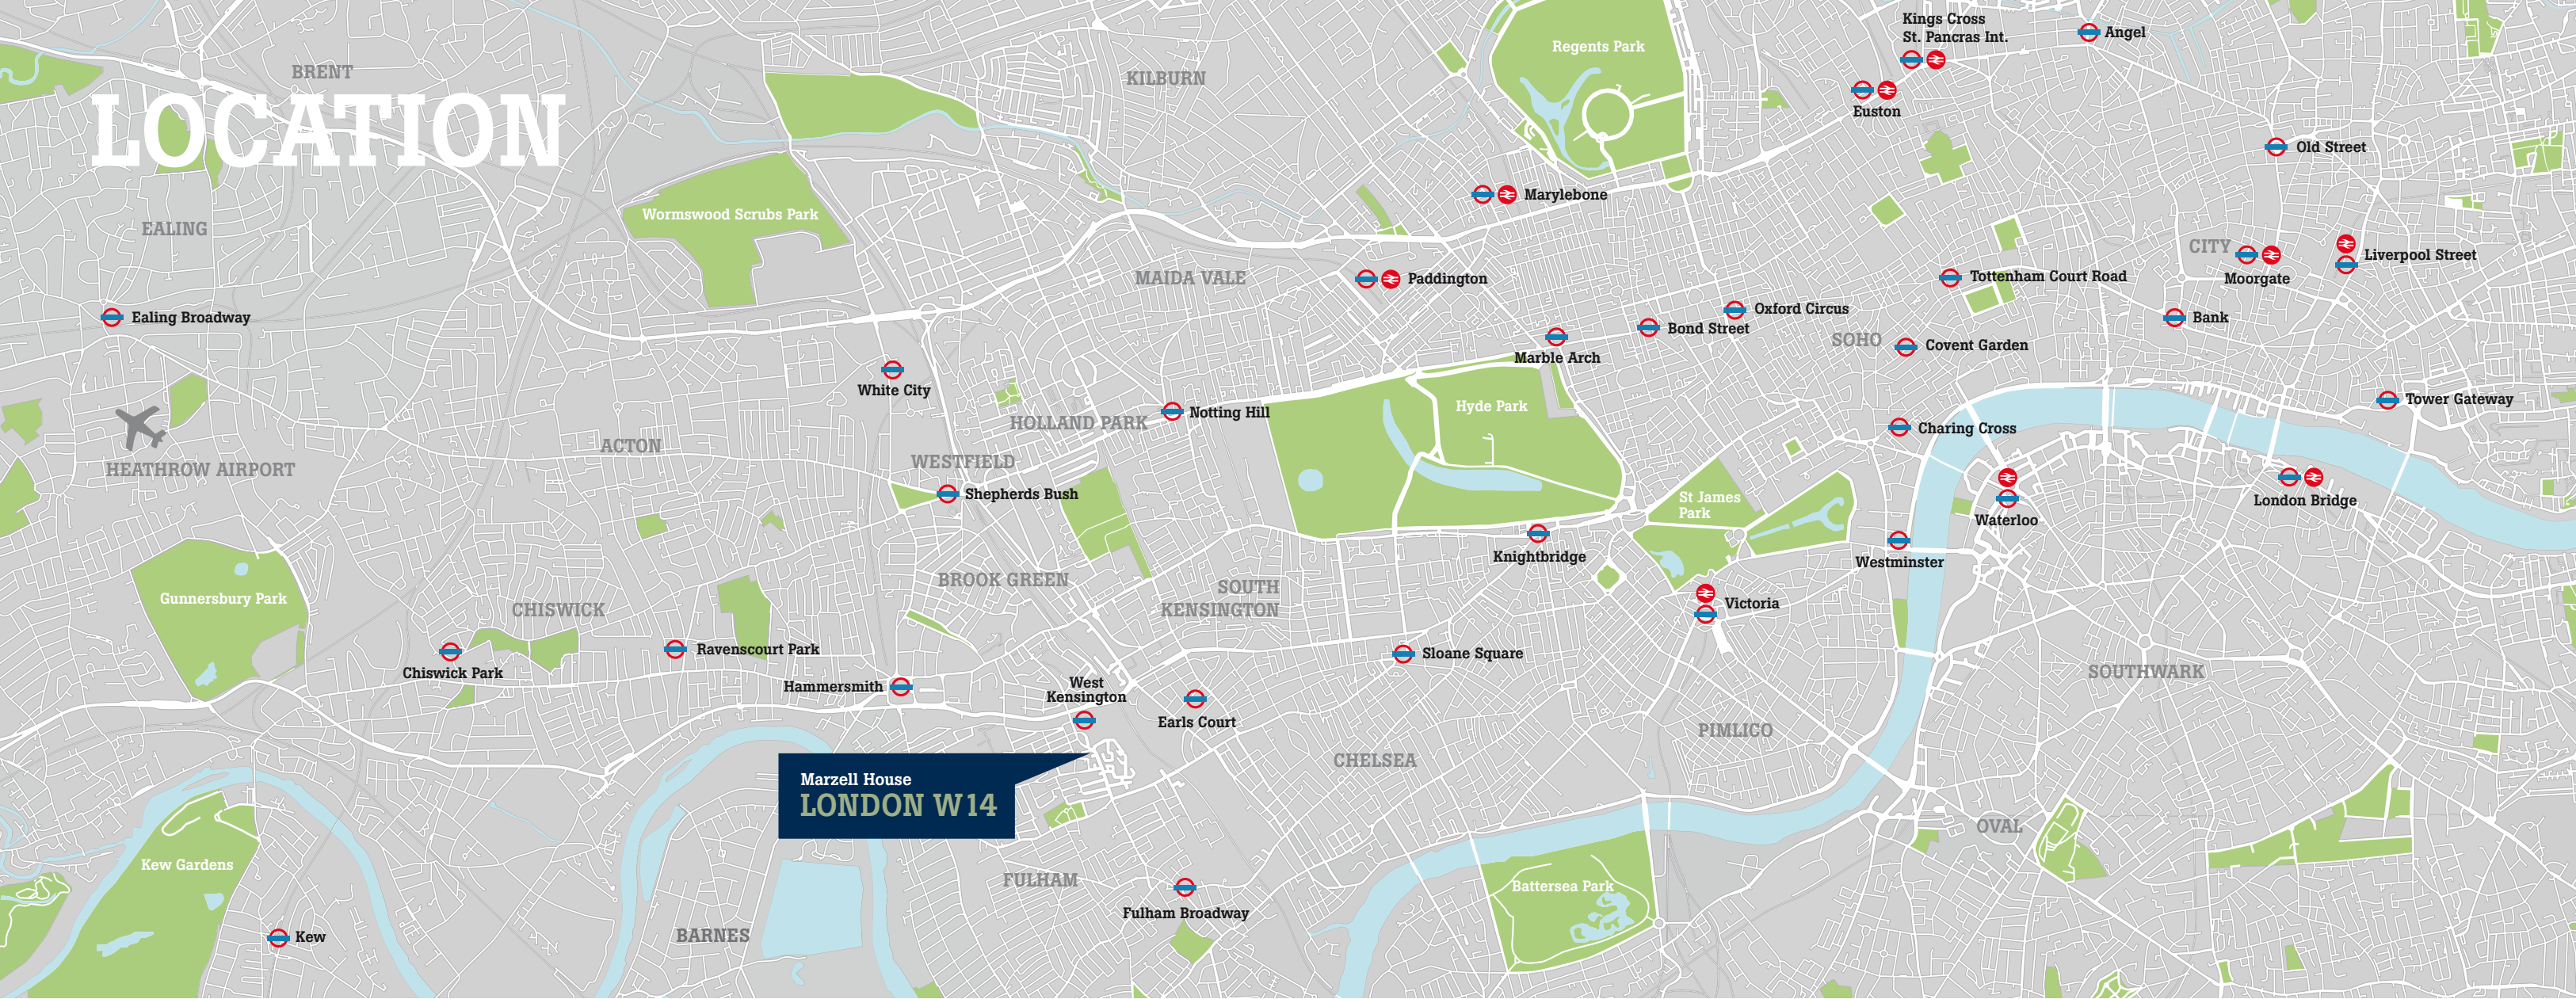 LOCATION
BRENT
KILBURN
Regents Park
Kings Cross
St. Pancras Int.
Angel
Euston
Old Street
Marylebone
Wormswood Scrubs Park
EALING
CITY
Moorgate
Liverpool Street
MAIDA VALE
Paddington
Tottenham Court Road
Ealing Broadway
Oxford Circus
Bond Street
Bank
SOHO
Covent Garden
Marble Arch
White City
Hyde Park
Tower Gateway
Notting Hill
HOLLAND PARK
Charing Cross
ACTON
WESTFIELD
HEATHROW AIRPORT
Shepherds Bush
St James
Park
London Bridge
Waterloo
Knightbridge
Westminster
BROOK GREEN
SOUTH
KENSINGTON
Gunnersbury Park
CHISWICK
Victoria
Ravenscourt Park
Sloane Square
Chiswick Park
SOUTHWARK
Hammersmith
West
Kensington
Earls Court
PIMLICO
CHELSEA
Marzell House
LONDON W14
OVAL
Kew Gardens
FULHAM
Battersea Park
Fulham Broadway
BARNES
Kew